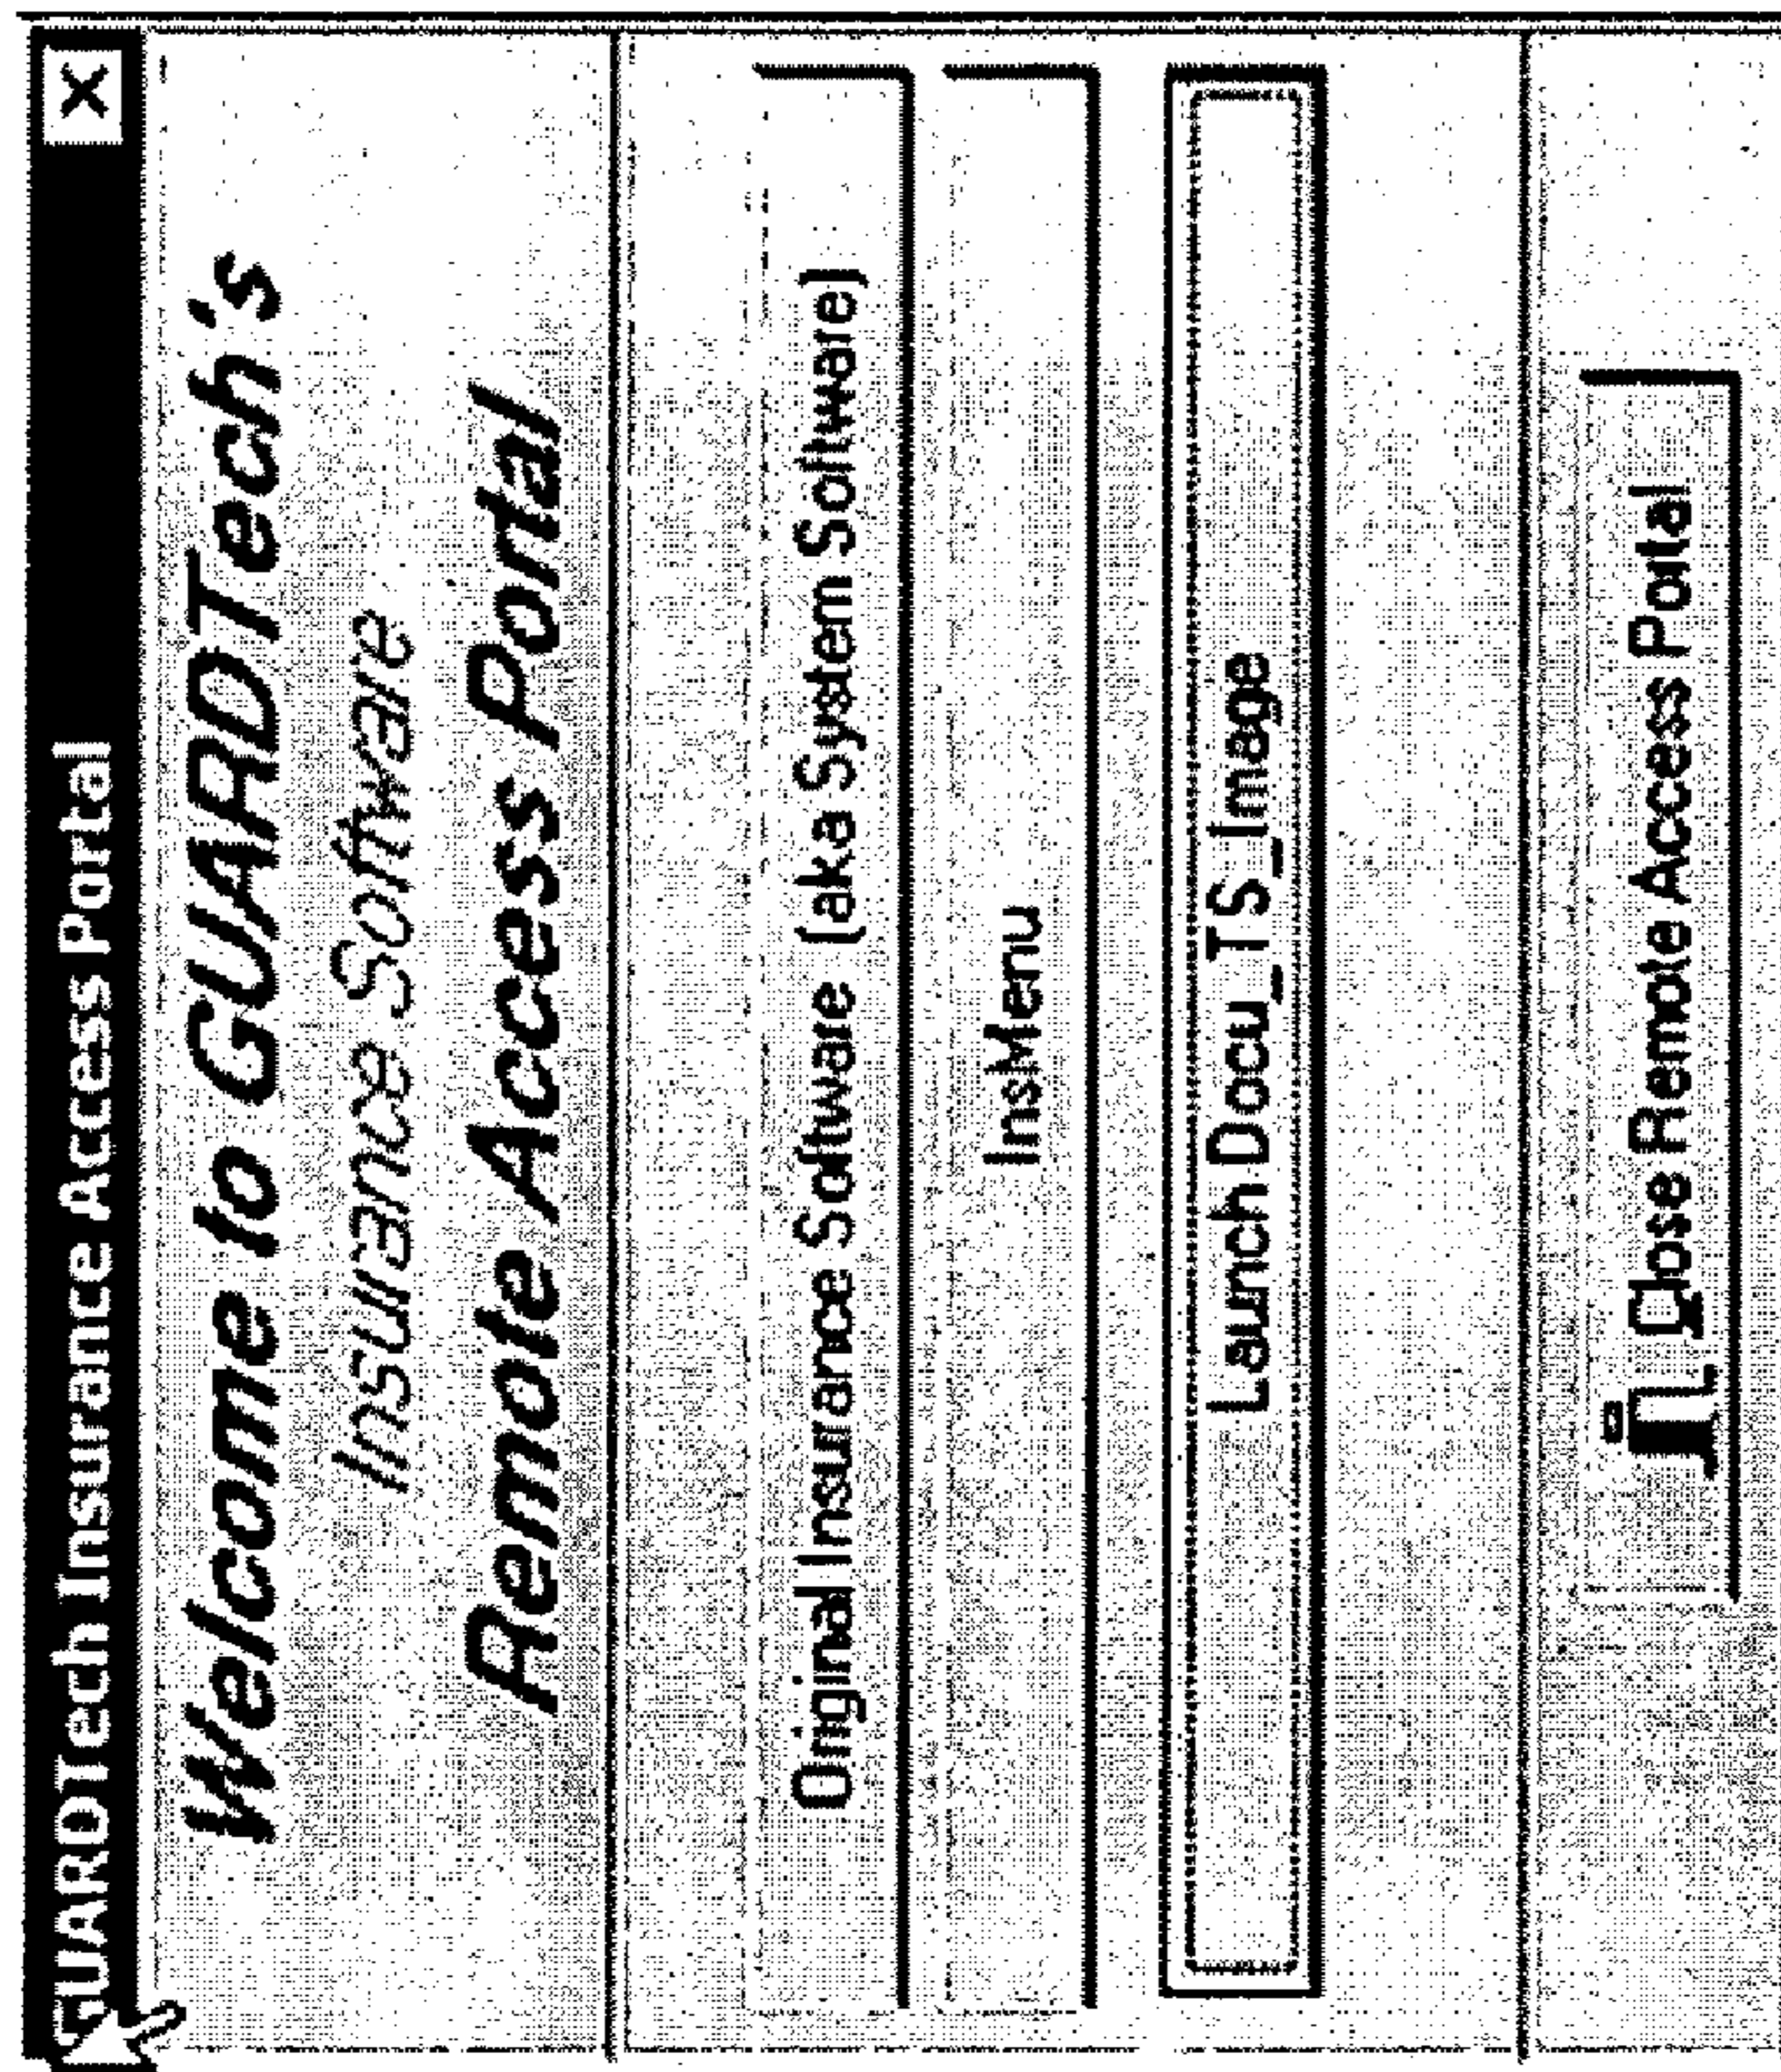 GUARDTech Insurance Access Portal
X
Welcome to GUARDTech's
Insurance Software
Remote Access Portal
Original Insurance Software (aka System Software)
InsMenu
Launch Docu_TS_Image
Close Remote Access Portal